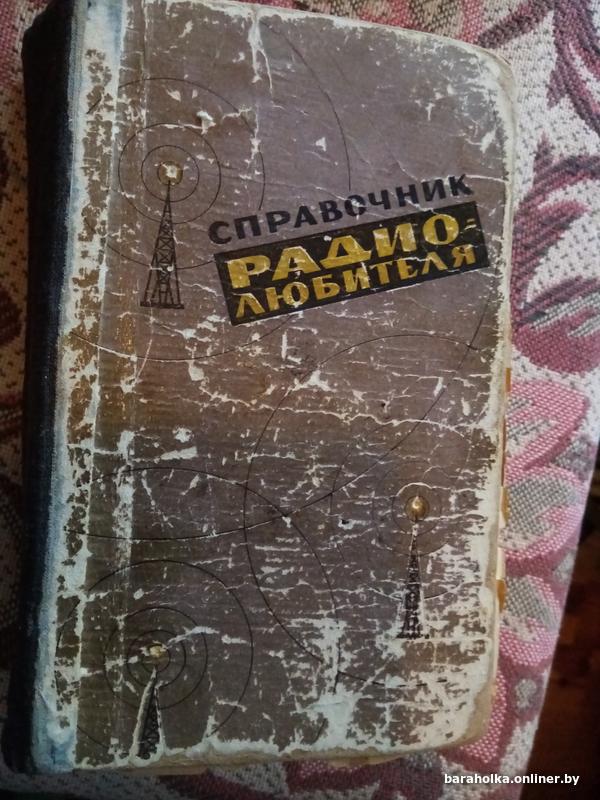 СПРАВОЧНИК
РАДИО-
ЛЮБИТЕЛЯ
baraholka.onliner.by